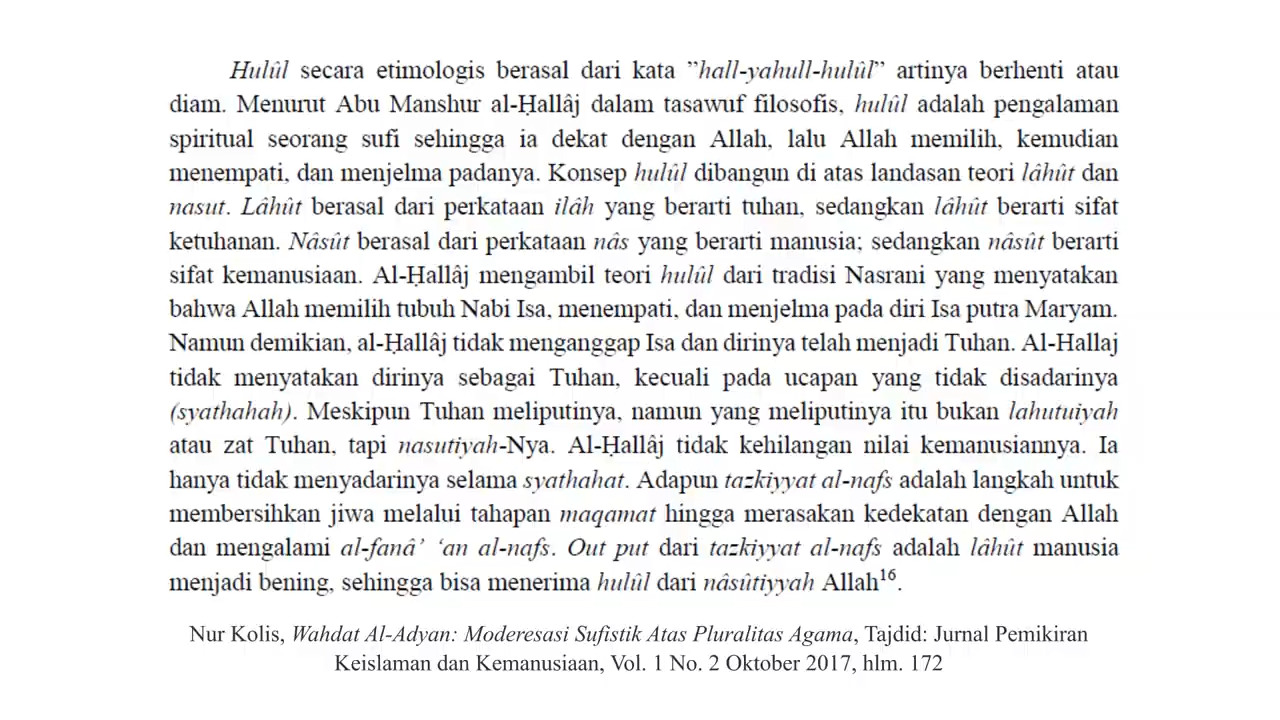 Hulûl secara etimologis berasal dari kata ”hall-yahull-hulûl” artinya berhenti atau
diam. Menurut Abu Manshur al-Ḥallâj dalam tasawuf filosofis, hulûl adalah pengalaman
spiritual seorang sufi sehingga ia dekat dengan Allah, lalu Allah memilih, kemudian
menempati, dan menjelma padanya. Konsep hulûl dibangun di atas landasan teori lâhût dan
nasut. Lâhût berasal dari perkataan ilâh yang berarti tuhan, sedangkan lâhût berarti sifat
ketuhanan. Nâsût berasal dari perkataan nâs yang berarti manusia; sedangkan nâsût berarti
sifat kemanusiaan. Al-Ḥallâj mengambil teori hulûl dari tradisi Nasrani yang menyatakan
bahwa Allah memilih tubuh Nabi Isa, menempati, dan menjelma pada diri Isa putra Maryam.
Namun demikian, al-Ḥallâj tidak menganggap Isa dan dirinya telah menjadi Tuhan. Al-Hallaj
tidak menyatakan dirinya sebagai Tuhan, kecuali pada ucapan yang tidak disadarinya
(syathahah). Meskipun Tuhan meliputinya, namun yang meliputinya itu bukan lahutuiyah
atau zat Tuhan, tapi nasutiyah-Nya. Al-Ḥallâj tidak kehilangan nilai kemanusiannya. Ia
hanya tidak menyadarinya selama syathahat. Adapun tazkiyyat al-nafs adalah langkah untuk
membersihkan jiwa melalui tahapan maqamat hingga merasakan kedekatan dengan Allah
dan mengalami al-fanâ’ ‘an al-nafs. Out put dari tazkiyyat al-nafs adalah lâhût manusia
menjadi bening, sehingga bisa menerima hulûl dari nâsûtiyyah Allah16.
Nur Kolis, Wahdat Al-Adyan: Moderesasi Sufistik Atas Pluralitas Agama, Tajdid: Jurnal Pemikiran
Keislaman dan Kemanusiaan, Vol. 1 No. 2 Oktober 2017, hlm. 172